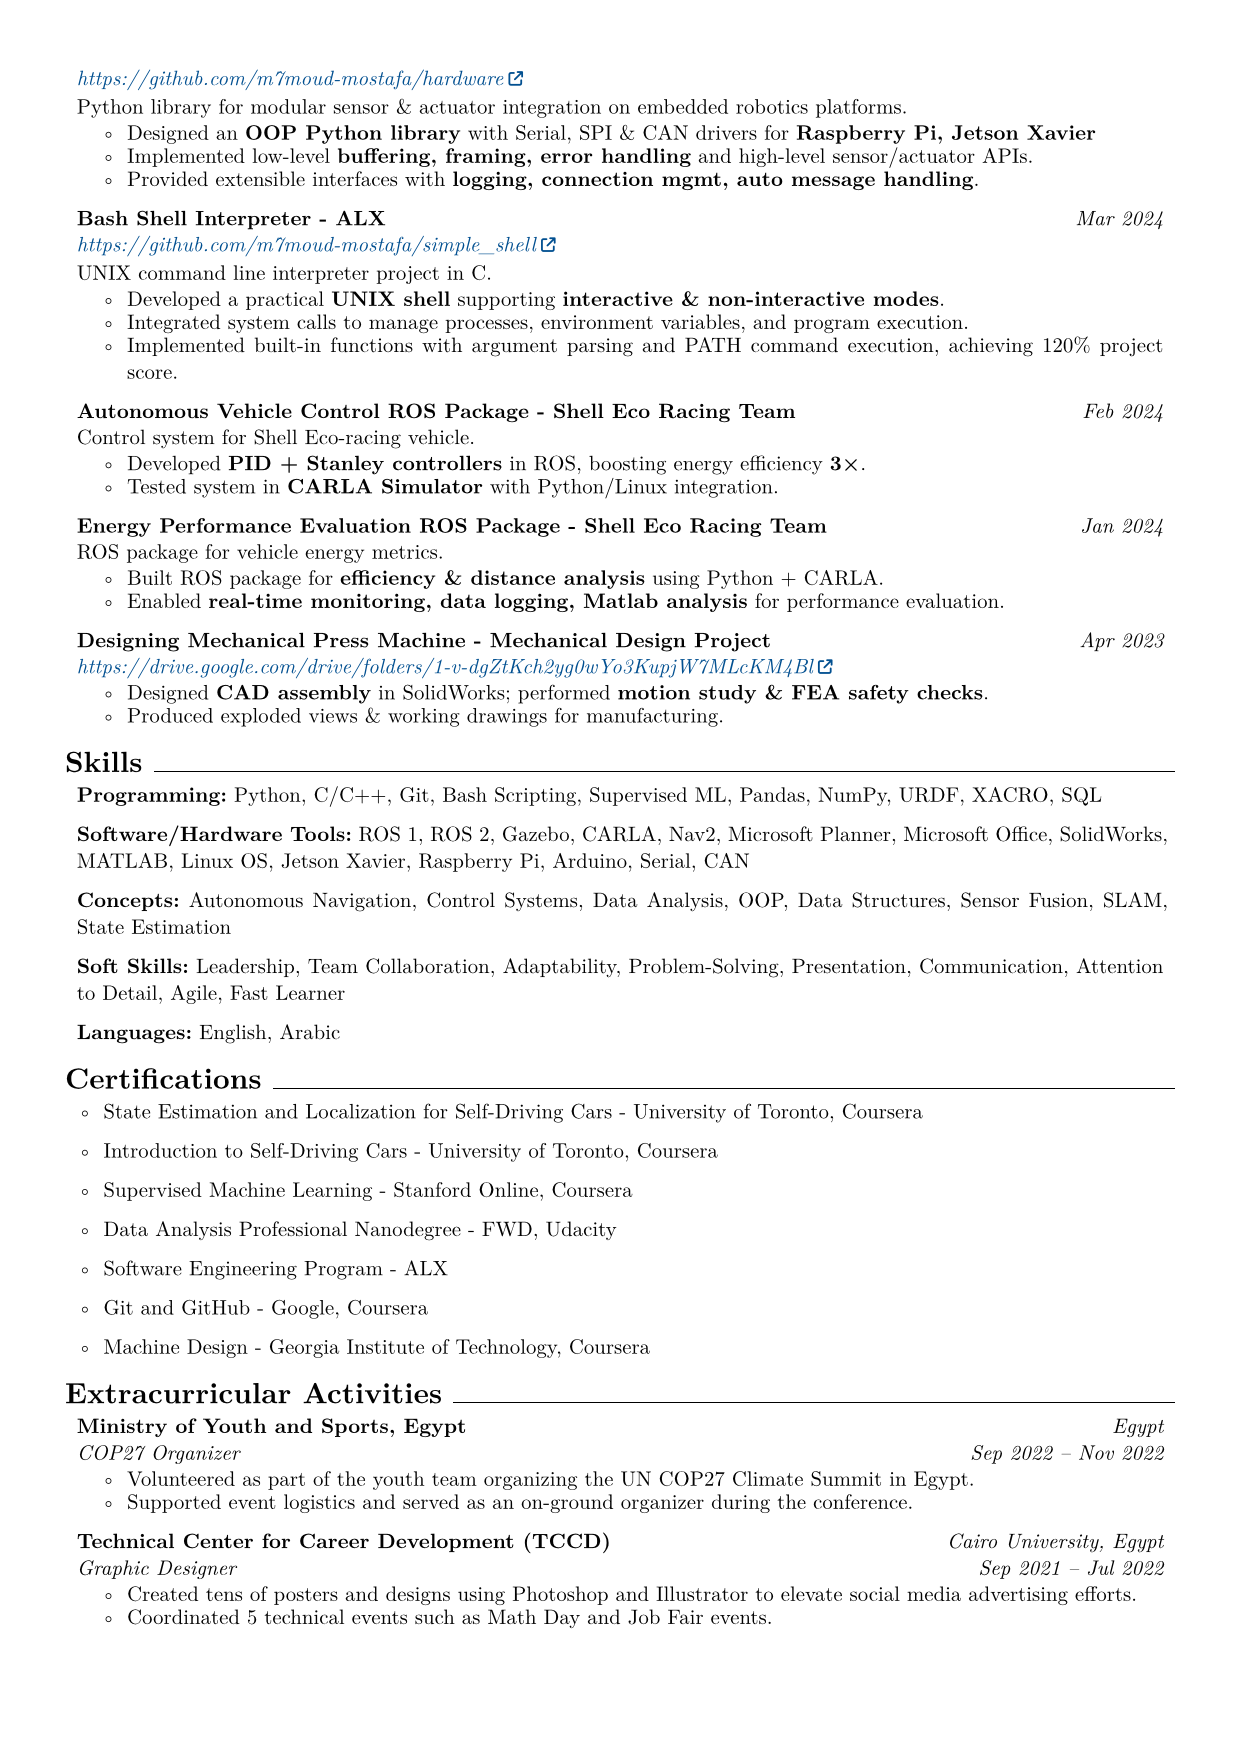 https://github.com/m7moud-mostafa/hardware
Python library for modular sensor & actuator integration on embedded robotics platforms.
◦ Designed an OOP Python library with Serial, SPI & CAN drivers for Raspberry Pi, Jetson Xavier
◦ Implemented low-level buffering, framing, error handling and high-level sensor/actuator APIs.
◦ Provided extensible interfaces with logging, connection mgmt, auto message handling.
Bash Shell Interpreter - ALX Mar 2024
https://github.com/m7moud-mostafa/simple_shell
UNIX command line interpreter project in C.
◦ Developed a practical UNIX shell supporting interactive & non-interactive modes.
◦ Integrated system calls to manage processes, environment variables, and program execution.
◦ Implemented built-in functions with argument parsing and PATH command execution, achieving 120% project
score.
Autonomous Vehicle Control ROS Package - Shell Eco Racing Team Feb 2024
Control system for Shell Eco-racing vehicle.
◦ Developed PID + Stanley controllers in ROS, boosting energy efficiency 3×.
◦ Tested system in CARLA Simulator with Python/Linux integration.
Energy Performance Evaluation ROS Package - Shell Eco Racing Team Jan 2024
ROS package for vehicle energy metrics.
◦ Built ROS package for efficiency & distance analysis using Python + CARLA.
◦ Enabled real-time monitoring, data logging, Matlab analysis for performance evaluation.
Designing Mechanical Press Machine - Mechanical Design Project Apr 2023
https://drive.google.com/drive/folders/1-v-dgZtKch2yg0wYo3KupjW7MLcKM4Bl
◦ Designed CAD assembly in SolidWorks; performed motion study & FEA safety checks.
◦ Produced exploded views & working drawings for manufacturing.
Skills
Programming: Python, C/C++, Git, Bash Scripting, Supervised ML, Pandas, NumPy, URDF, XACRO, SQL
Software/Hardware Tools: ROS 1, ROS 2, Gazebo, CARLA, Nav2, Microsoft Planner, Microsoft Office, SolidWorks,
MATLAB, Linux OS, Jetson Xavier, Raspberry Pi, Arduino, Serial, CAN
Concepts: Autonomous Navigation, Control Systems, Data Analysis, OOP, Data Structures, Sensor Fusion, SLAM,
State Estimation
Soft Skills: Leadership, Team Collaboration, Adaptability, Problem-Solving, Presentation, Communication, Attention
to Detail, Agile, Fast Learner
Languages: English, Arabic
Certifications
◦ State Estimation and Localization for Self-Driving Cars - University of Toronto, Coursera
◦ Introduction to Self-Driving Cars - University of Toronto, Coursera
◦ Supervised Machine Learning - Stanford Online, Coursera
◦ Data Analysis Professional Nanodegree - FWD, Udacity
◦ Software Engineering Program - ALX
◦ Git and GitHub - Google, Coursera
◦ Machine Design - Georgia Institute of Technology, Coursera
Extracurricular Activities
Ministry of Youth and Sports, Egypt Egypt
COP27 Organizer Sep 2022 – Nov 2022
◦ Volunteered as part of the youth team organizing the UN COP27 Climate Summit in Egypt.
◦ Supported event logistics and served as an on-ground organizer during the conference.
Technical Center for Career Development (TCCD) Cairo University, Egypt
Graphic Designer Sep 2021 – Jul 2022
◦ Created tens of posters and designs using Photoshop and Illustrator to elevate social media advertising efforts.
◦ Coordinated 5 technical events such as Math Day and Job Fair events.